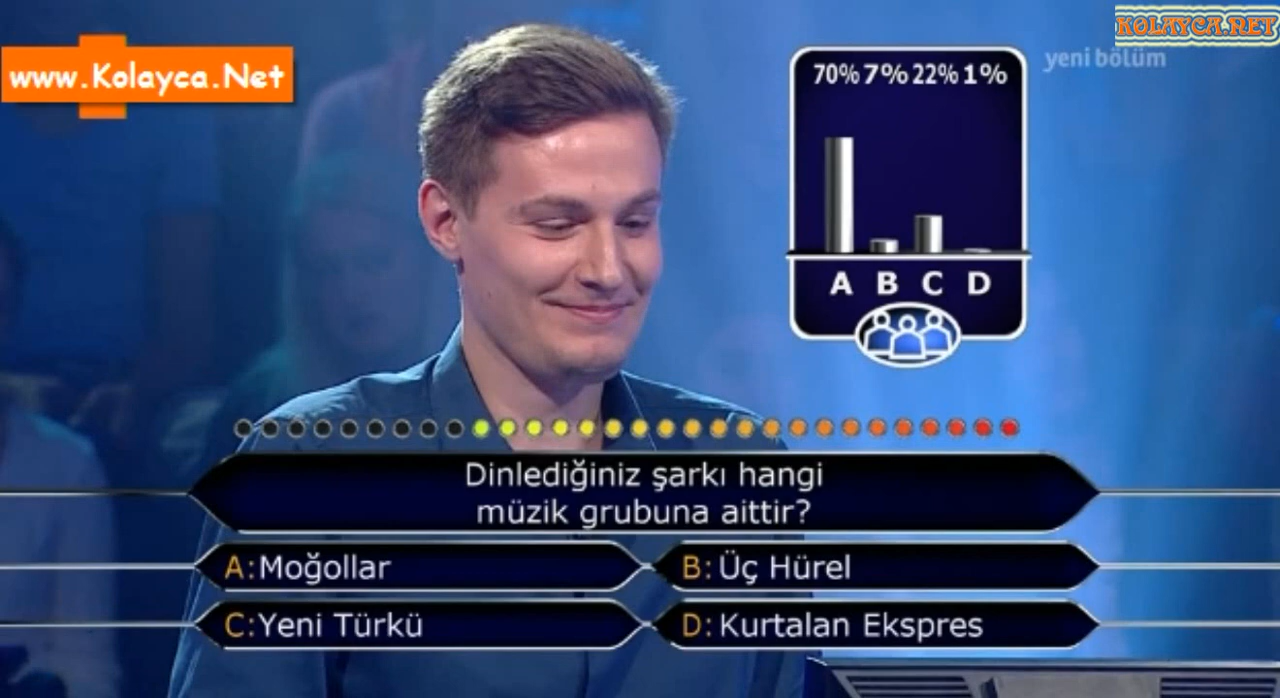 KOLAYCA.NET
www.Kolayca.Net
yeni bölüm
70% 7% 22% 1%
A B C D
Dinlediğiniz şarkı hangi
müzik grubuna aittir?
A:Moğollar
B:Üç Hürel
C:Yeni Türkü
D:Kurtalan Ekspres